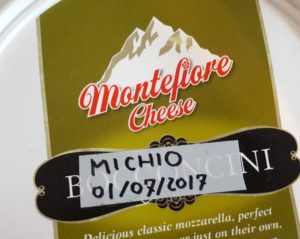 Montefiore
Cheese
MICHIO
01/07/2017
Delicious classic mozzarella, perfect
just on their own.